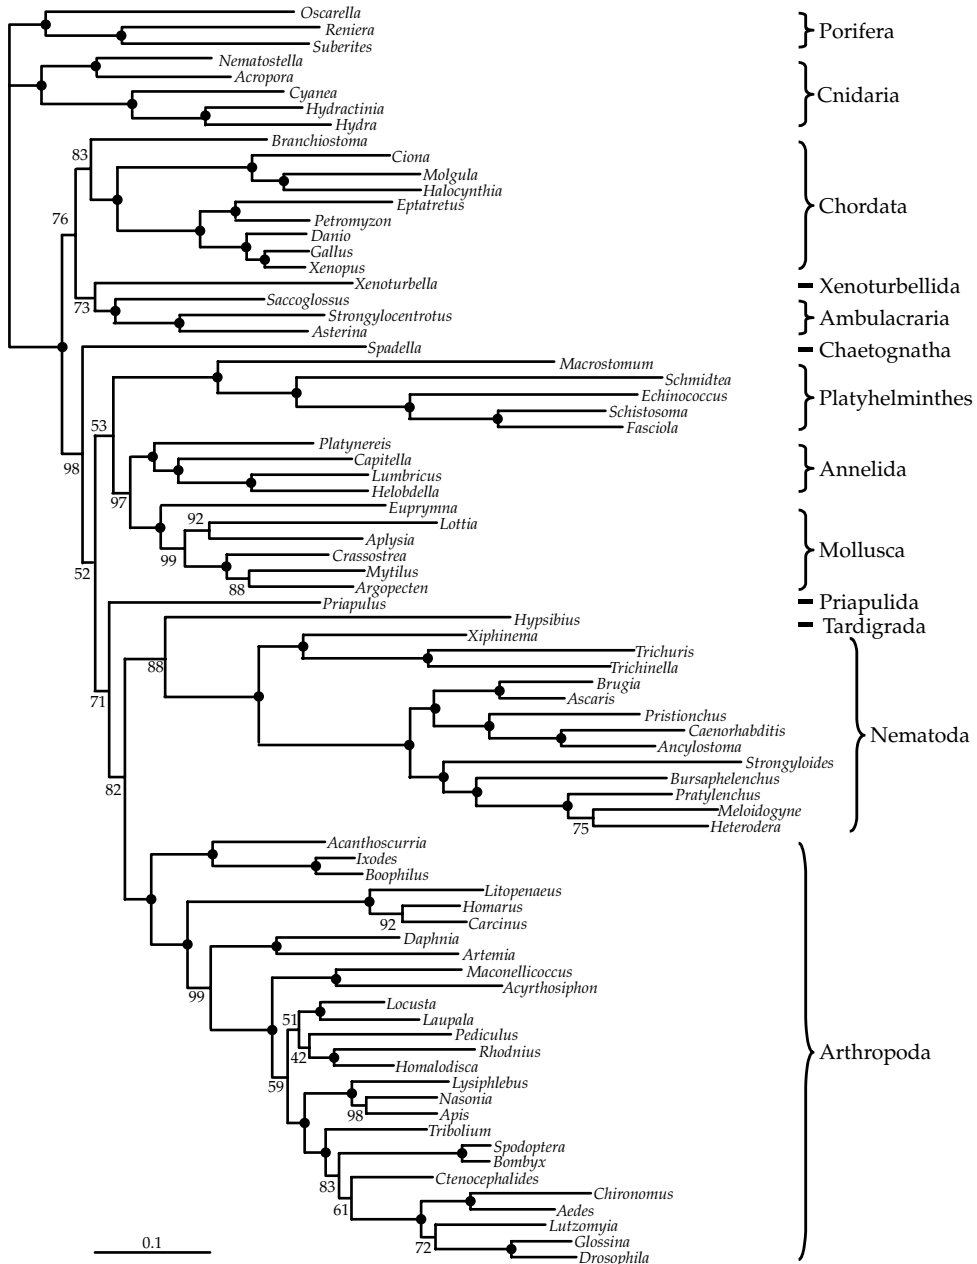 Oscarella
Reniera
Suberites
Porifera
Nematostella
Acropora
Cyanea
Hydractinia
Hydra
Cnidaria
Branchiostoma
83
Ciona
Molgula
Halocynthia
Eptatretus
Petromyzon
Danio
Gallus
Xenopus
Chordata
76
Xenoturbella
Xenoturbellida
73
Saccoglossus
Strongylocentrotus
Asterina
Ambulacraria
Spadella
Chaetognatha
Macrostomum
Schmidtea
Echinococcus
Schistosoma
Fasciola
Platyhelminthes
53
98
Platynereis
Capitella
Lumbricus
Helobdella
Annelida
97
Euprymna
92
Lottia
Aplysia
99
Crassostrea
Mytilus
88
Argopecten
Mollusca
52
Priapulus
Priapulida
Hypsibius
Tardigrada
88
Xiphinema
Trichuris
Trichinella
71
Brugia
Ascaris
Pristionchus
Caenorhabditis
Ancylostoma
Nematoda
Strongyloides
82
Bursaphelenchus
Pratylenchus
Meloidogyne
75
Heterodera
Acanthoscurria
Ixodes
Boophilus
Litopenaeus
Homarus
92
Carcinus
Daphnia
Artemia
99
Maconellicoccus
Acyrthosiphon
Locusta
51
Laupala
Pediculus
42
Rhodnius
Homalodisca
Arthropoda
59
Lysiphlebus
Nasonia
98
Apis
Tribolium
Spodoptera
Bombyx
83
Ctenocephalides
61
Chironomus
Aedes
Lutzomyia
72
Glossina
Drosophila
0.1